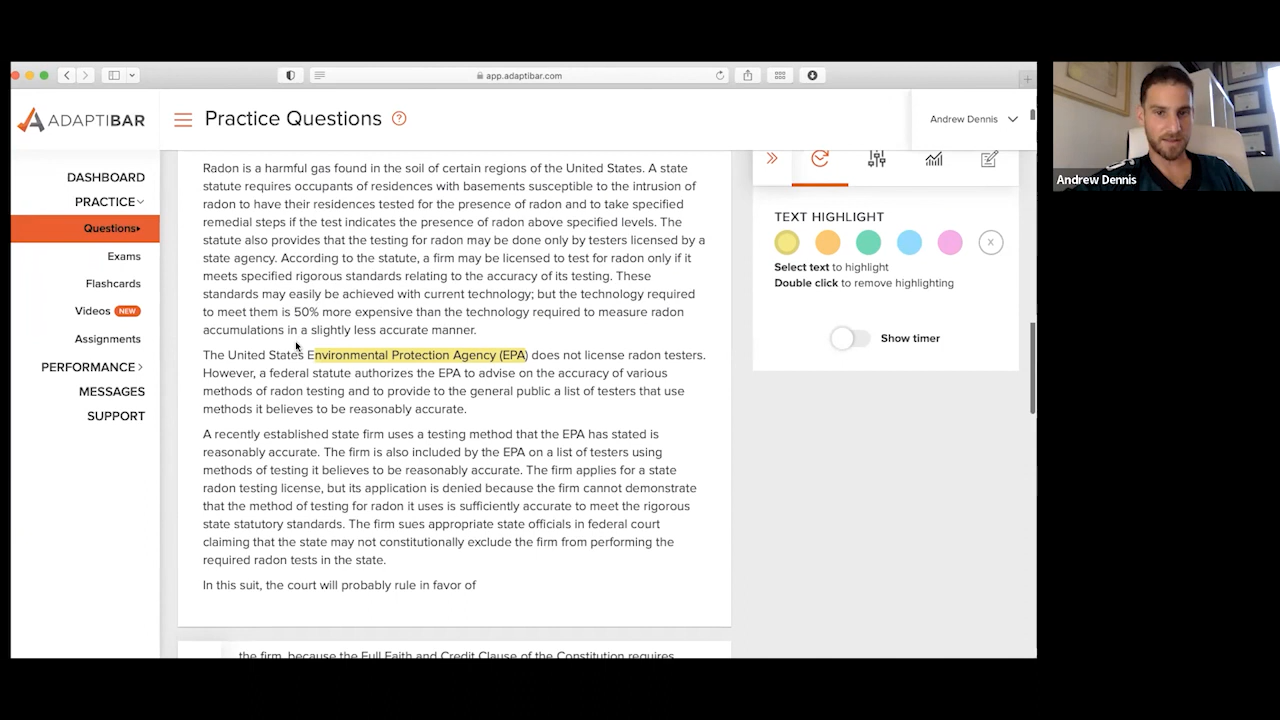 app.adaptibar.com
ADAPTIBAR
Practice Questions
?
Andrew Dennis
DASHBOARD
PRACTICE
Questions
Exams
Flashcards
Videos NEW
Assignments
PERFORMANCE
MESSAGES
SUPPORT
Radon is a harmful gas found in the soil of certain regions of the United States. A state
statute requires occupants of residences with basements susceptible to the intrusion of
radon to have their residences tested for the presence of radon and to take specified
remedial steps if the test indicates the presence of radon above specified levels. The
statute also provides that the testing for radon may be done only by testers licensed by a
state agency. According to the statute, a firm may be licensed to test for radon only if it
meets specified rigorous standards relating to the accuracy of its testing. These
standards may easily be achieved with current technology; but the technology required
to meet them is 50% more expensive than the technology required to measure radon
accumulations in a slightly less accurate manner.
The United States Environmental Protection Agency (EPA) does not license radon testers.
However, a federal statute authorizes the EPA to advise on the accuracy of various
methods of radon testing and to provide to the general public a list of testers that use
methods it believes to be reasonably accurate.
A recently established state firm uses a testing method that the EPA has stated is
reasonably accurate. The firm is also included by the EPA on a list of testers using
methods of testing it believes to be reasonably accurate. The firm applies for a state
radon testing license, but its application is denied because the firm cannot demonstrate
that the method of testing for radon it uses is sufficiently accurate to meet the rigorous
state statutory standards. The firm sues appropriate state officials in federal court
claiming that the state may not constitutionally exclude the firm from performing the
required radon tests in the state.
In this suit, the court will probably rule in favor of
the firm, because the Full Faith and Credit Clause of the Constitution requires
TEXT HIGHLIGHT
X
Select text to highlight
Double click to remove highlighting
Show timer
Andrew Dennis